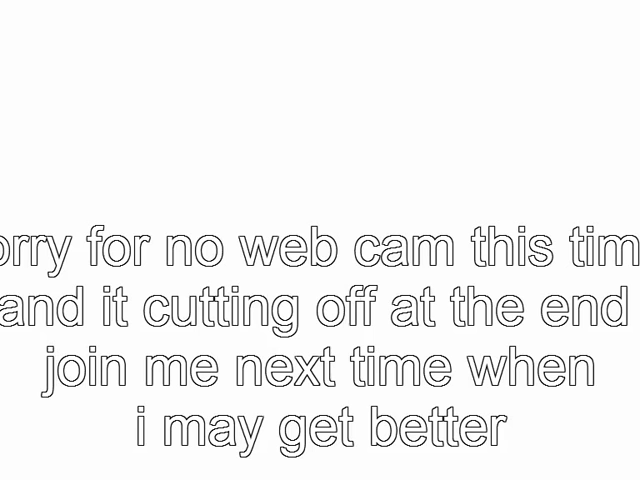 orry for no web cam this tim
and it cutting off at the end
join me next time when
i may get better